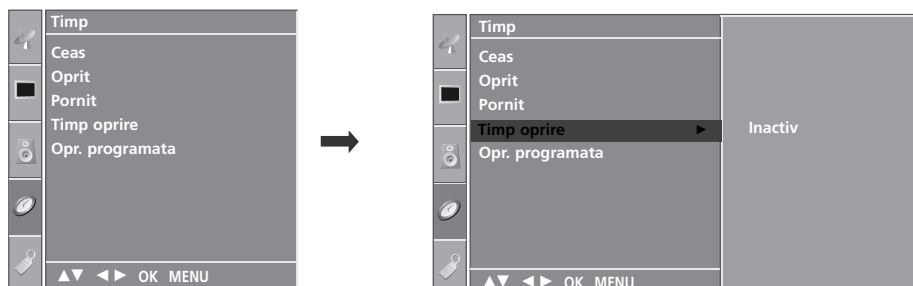 Timp
Ceas
Oprit
Pornit
Timp oprire
Opr. programata
▲▼ ◄► OK MENU
Timp
Ceas
Oprit
Pornit
Timp oprire ►
Opr. programata
▲▼ ◄► OK MENU
Inactiv